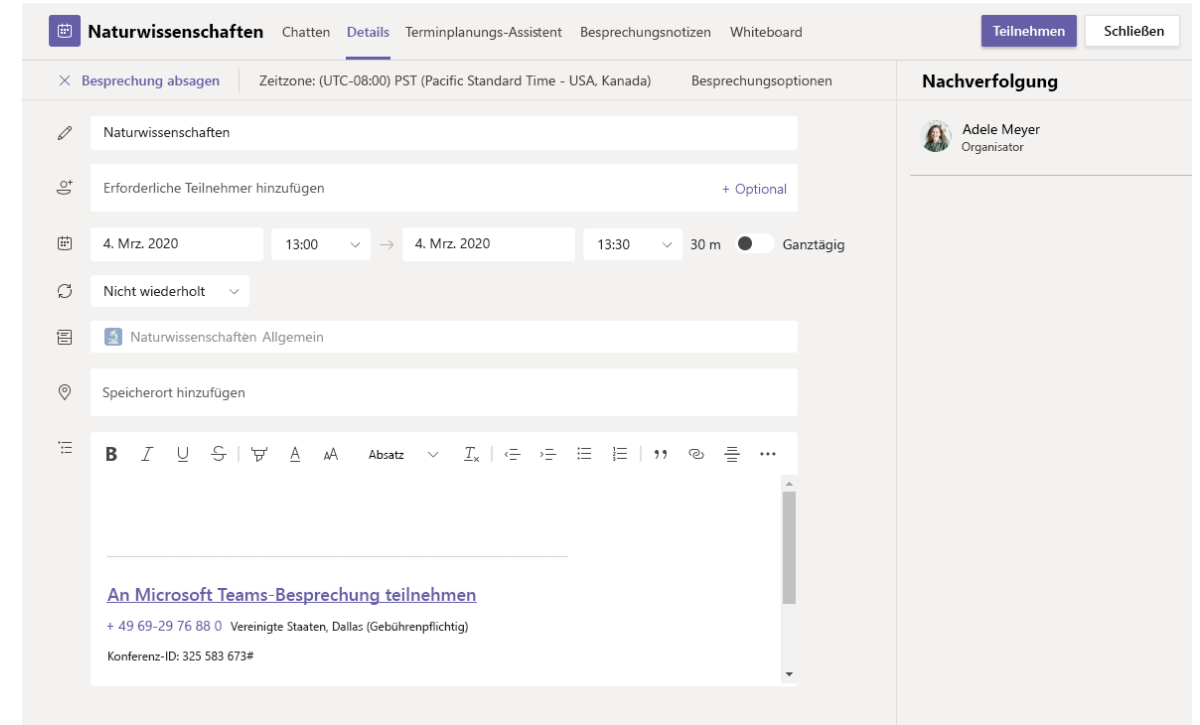 Naturwissenschaften Chatten Details Terminplanungs-Assistent Besprechungsnotizen Whiteboard Teilnehmen Schließen
Besprechung absagen Zeitzone: (UTC-08:00) PST (Pacific Standard Time - USA, Kanada) Besprechungsoptionen
Nachverfolgung
Adele Meyer
Organisator
Naturwissenschaften
Erforderliche Teilnehmer hinzufügen + Optional
4. Mrz. 2020 13:00 → 4. Mrz. 2020 13:30 30 m Ganztägig
Nicht wiederholt
Naturwissenschaften Allgemein
Speicherort hinzufügen
B I U S A AA Absatz Tx
An Microsoft Teams-Besprechung teilnehmen
+ 49 69-29 76 88 0 Vereinigte Staaten, Dallas (Gebührenpflichtig)
Konferenz-ID: 325 583 673#